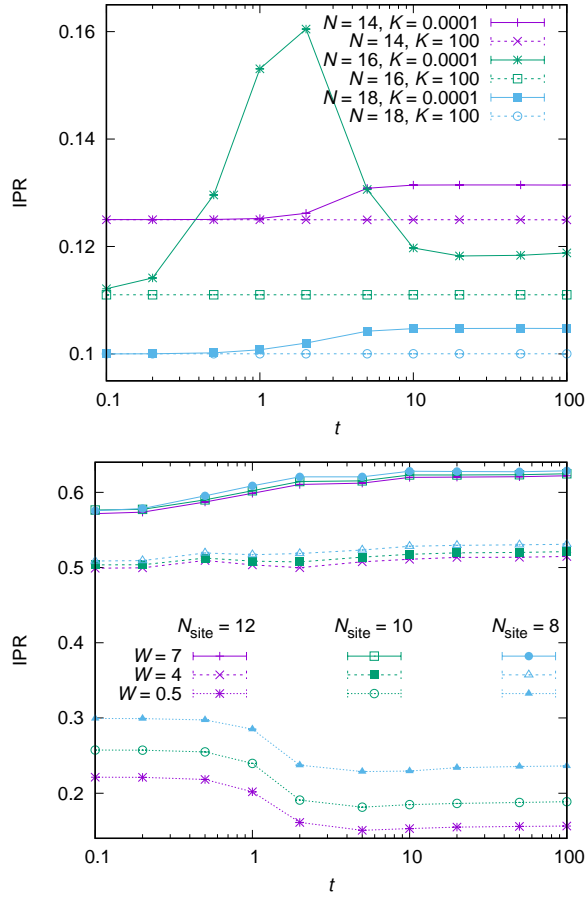 0.16
0.14
0.12
0.1
IPR
N = 14, K = 0.0001
N = 14, K = 100
N = 16, K = 0.0001
N = 16, K = 100
N = 18, K = 0.0001
N = 18, K = 100
0.1 1 10 100
t
0.6
0.5
0.4
0.3
0.2
IPR
N_site = 12 N_site = 10 N_site = 8
W = 7
W = 4
W = 0.5
0.1 1 10 100
t